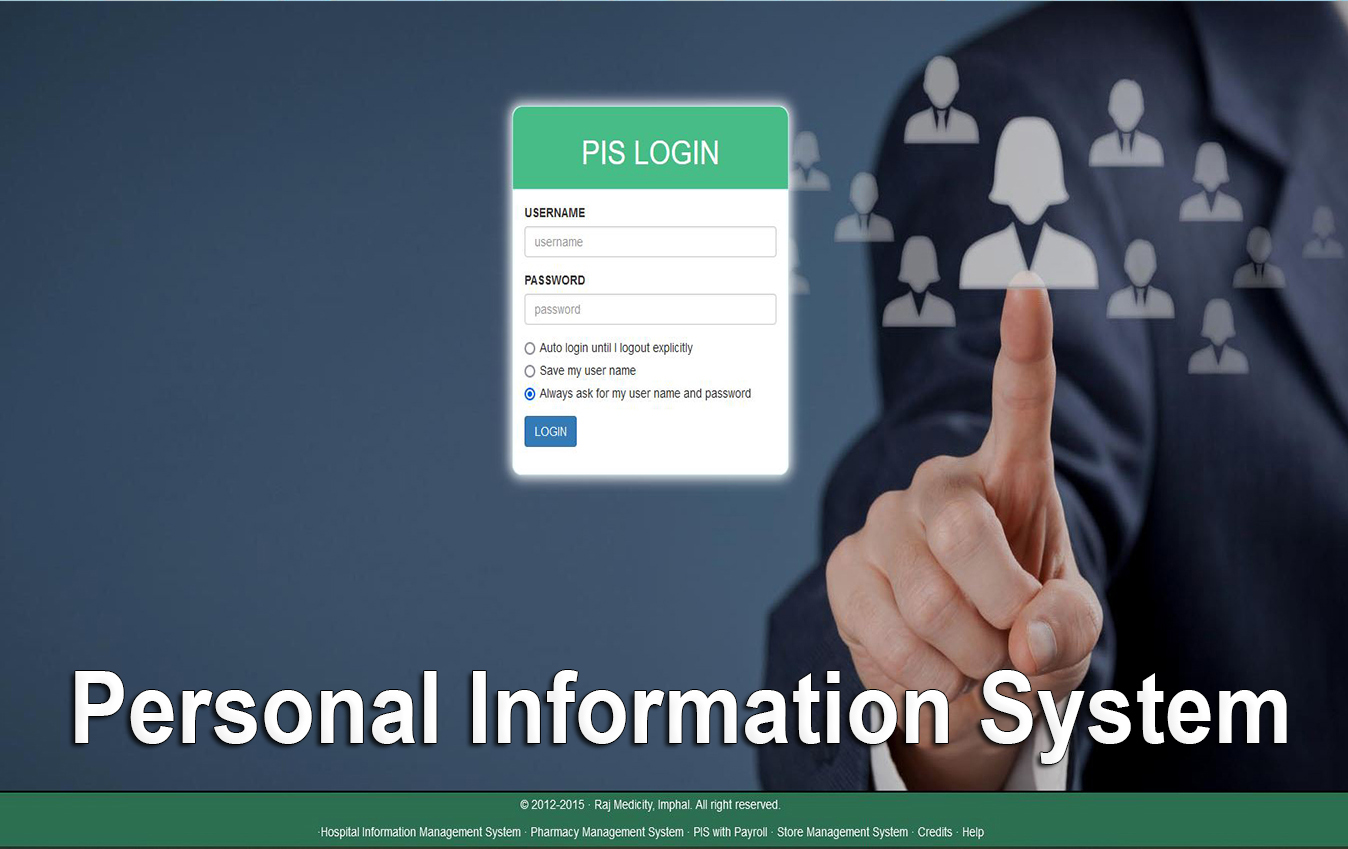 PIS LOGIN
USERNAME
username
PASSWORD
password
Auto login until I logout explicitly
Save my user name
Always ask for my user name and password
LOGIN
Personal Information System
© 2012-2015 · Raj Medicity, Imphal. All right reserved.
·Hospital Information Management System · Pharmacy Management System · PIS with Payroll · Store Management System · Credits · Help